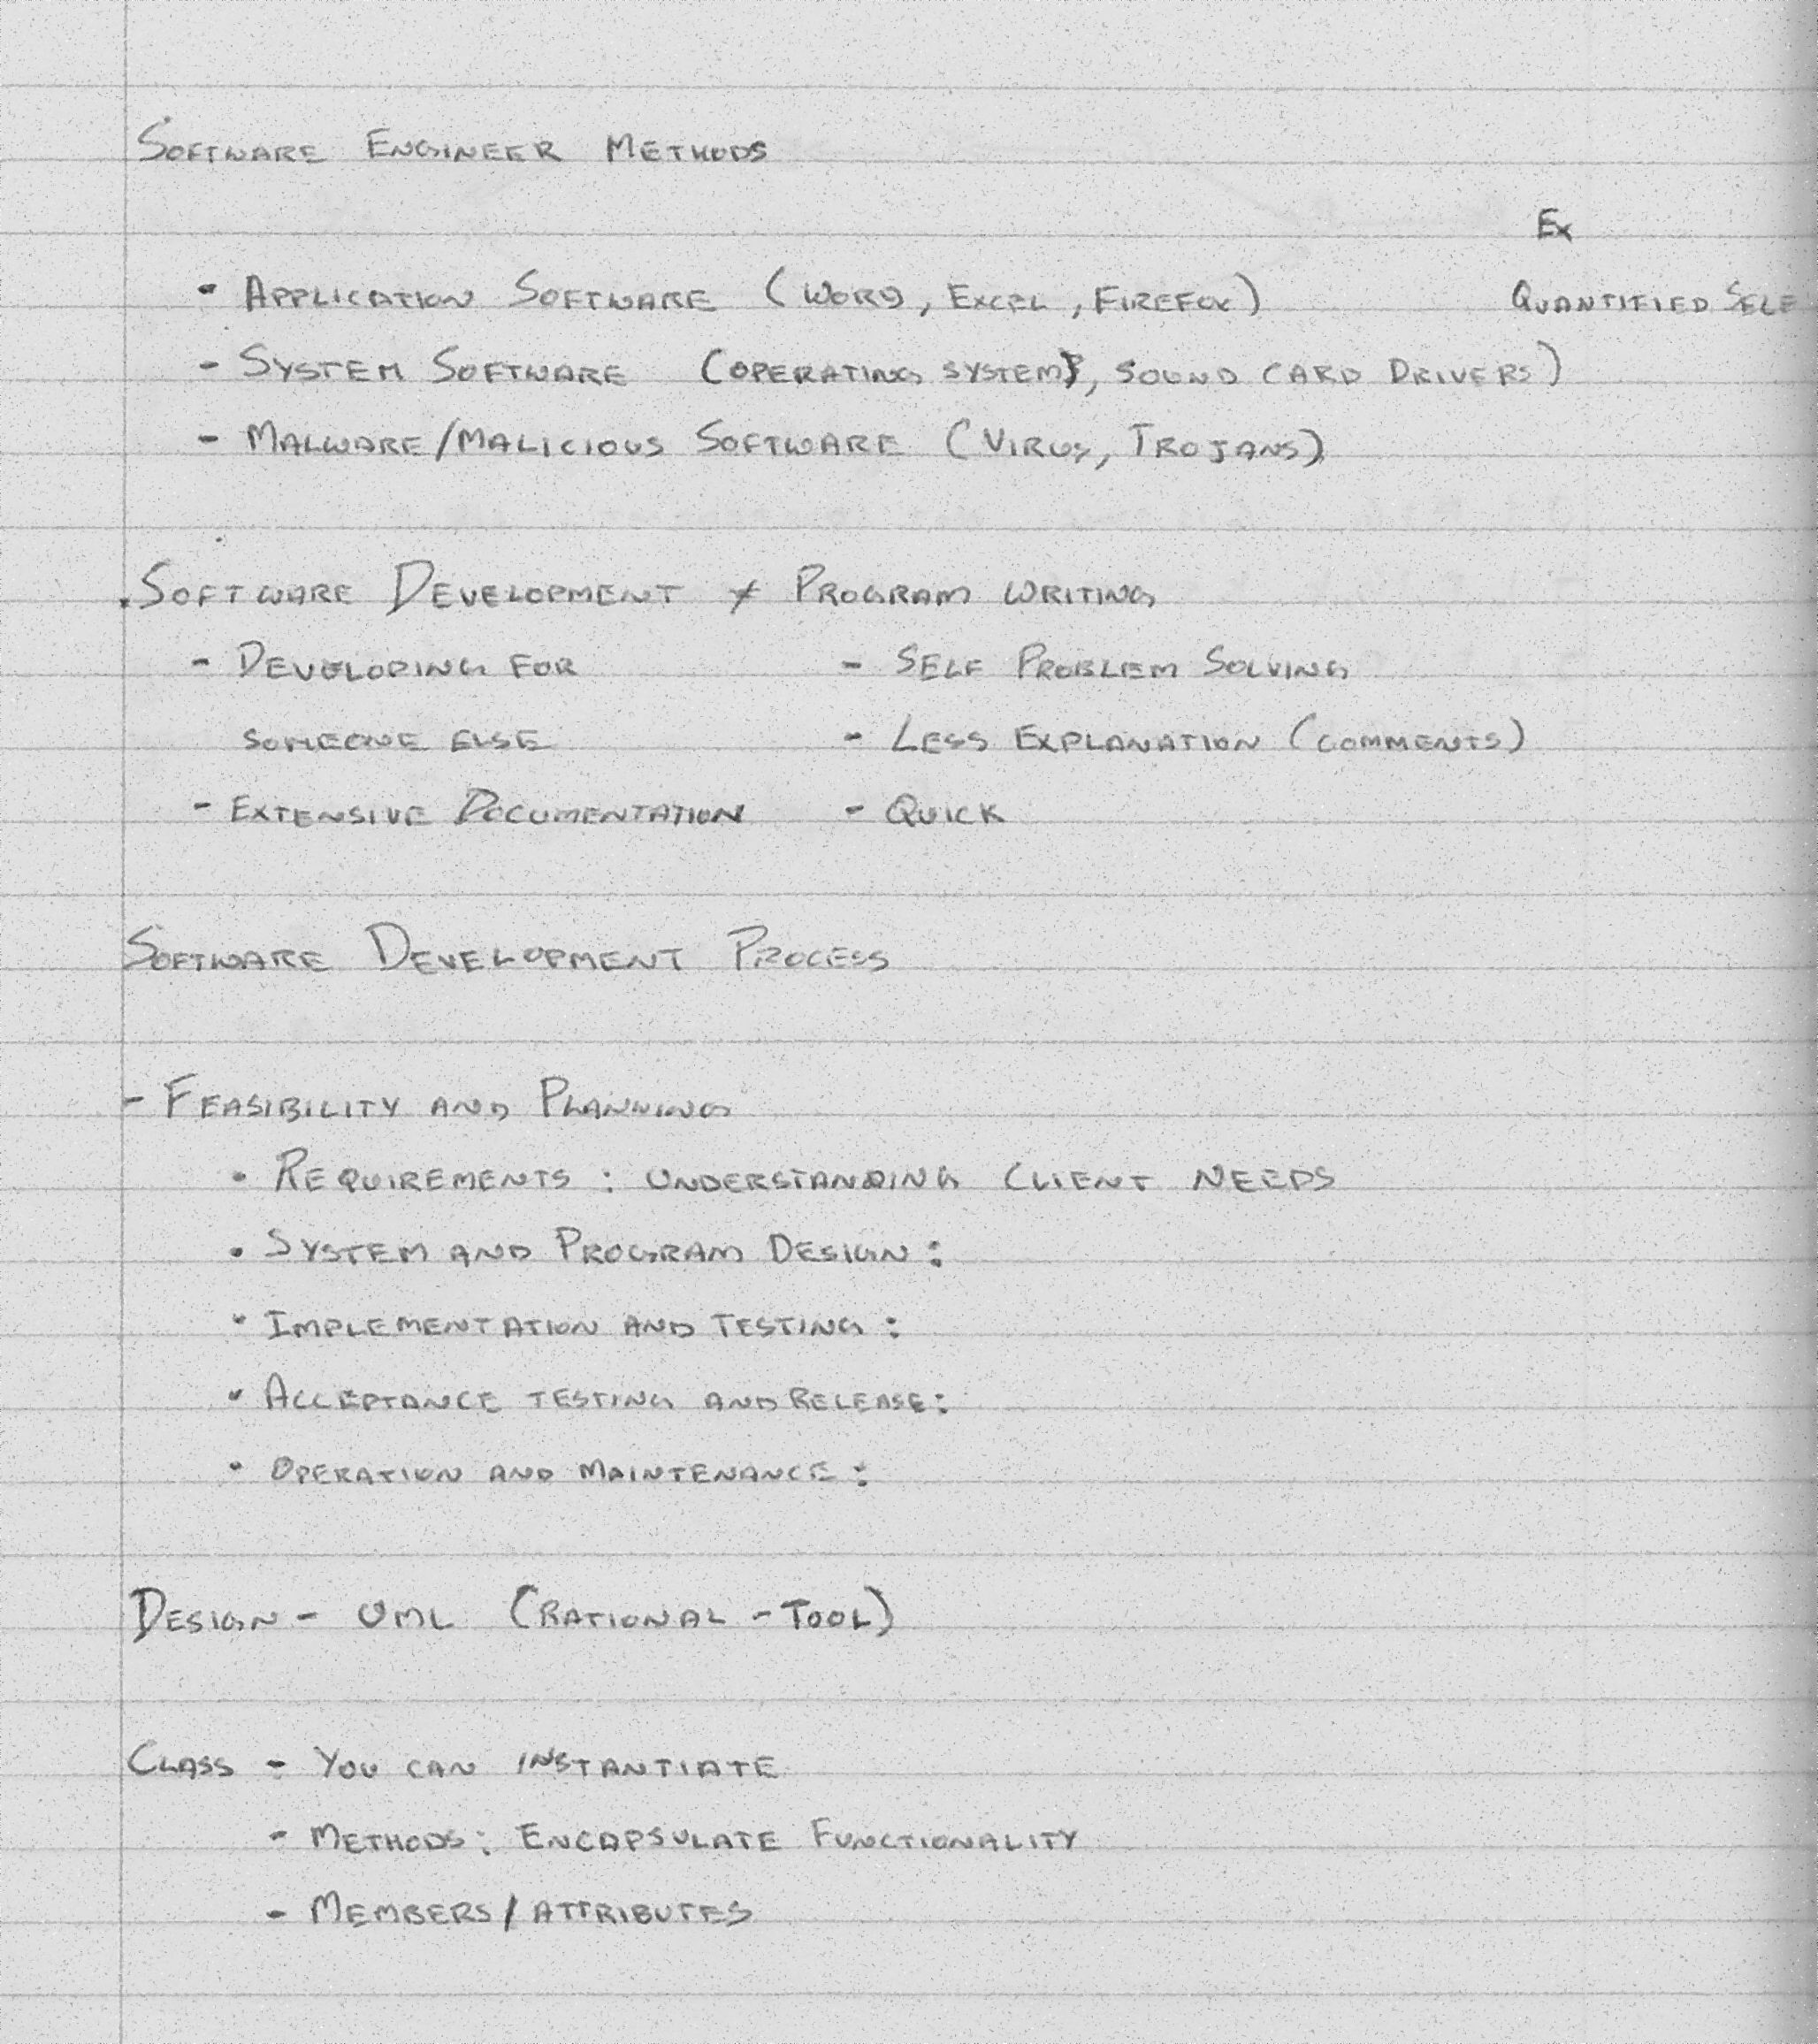 SOFTWARE ENGINEER METHODS
Ex
- APPLICATION SOFTWARE (WORD, EXCEL, FIREFOX) QUANTIFIED SELF
- SYSTEM SOFTWARE (OPERATING SYSTEM, SOUND CARD DRIVERS)
- MALWARE/MALICIOUS SOFTWARE (VIRUS, TROJANS)
. SOFTWARE DEVELOPMENT ≠ PROGRAM WRITING
- DEVELOPING FOR - SELF PROBLEM SOLVING
SOMEONE ELSE - LESS EXPLANATION (COMMENTS)
- EXTENSIVE DOCUMENTATION - QUICK
SOFTWARE DEVELOPMENT PROCESS
- FEASIBILITY AND PLANNING
• REQUIREMENTS : UNDERSTANDING CLIENT NEEDS
• SYSTEM AND PROGRAM DESIGN :
• IMPLEMENTATION AND TESTING :
• ACCEPTANCE TESTING AND RELEASE :
• OPERATION AND MAINTENANCE :
DESIGN - UML (RATIONAL - TOOL)
CLASS - YOU CAN INSTANTIATE
- METHODS : ENCAPSULATE FUNCTIONALITY
- MEMBERS / ATTRIBUTES